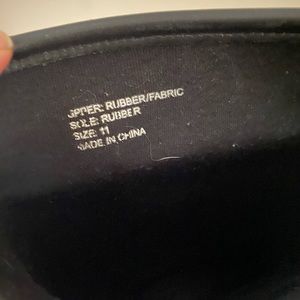 UPPER: RUBBER/FABRIC
SOLE: RUBBER
SIZE: 11
MADE IN CHINA